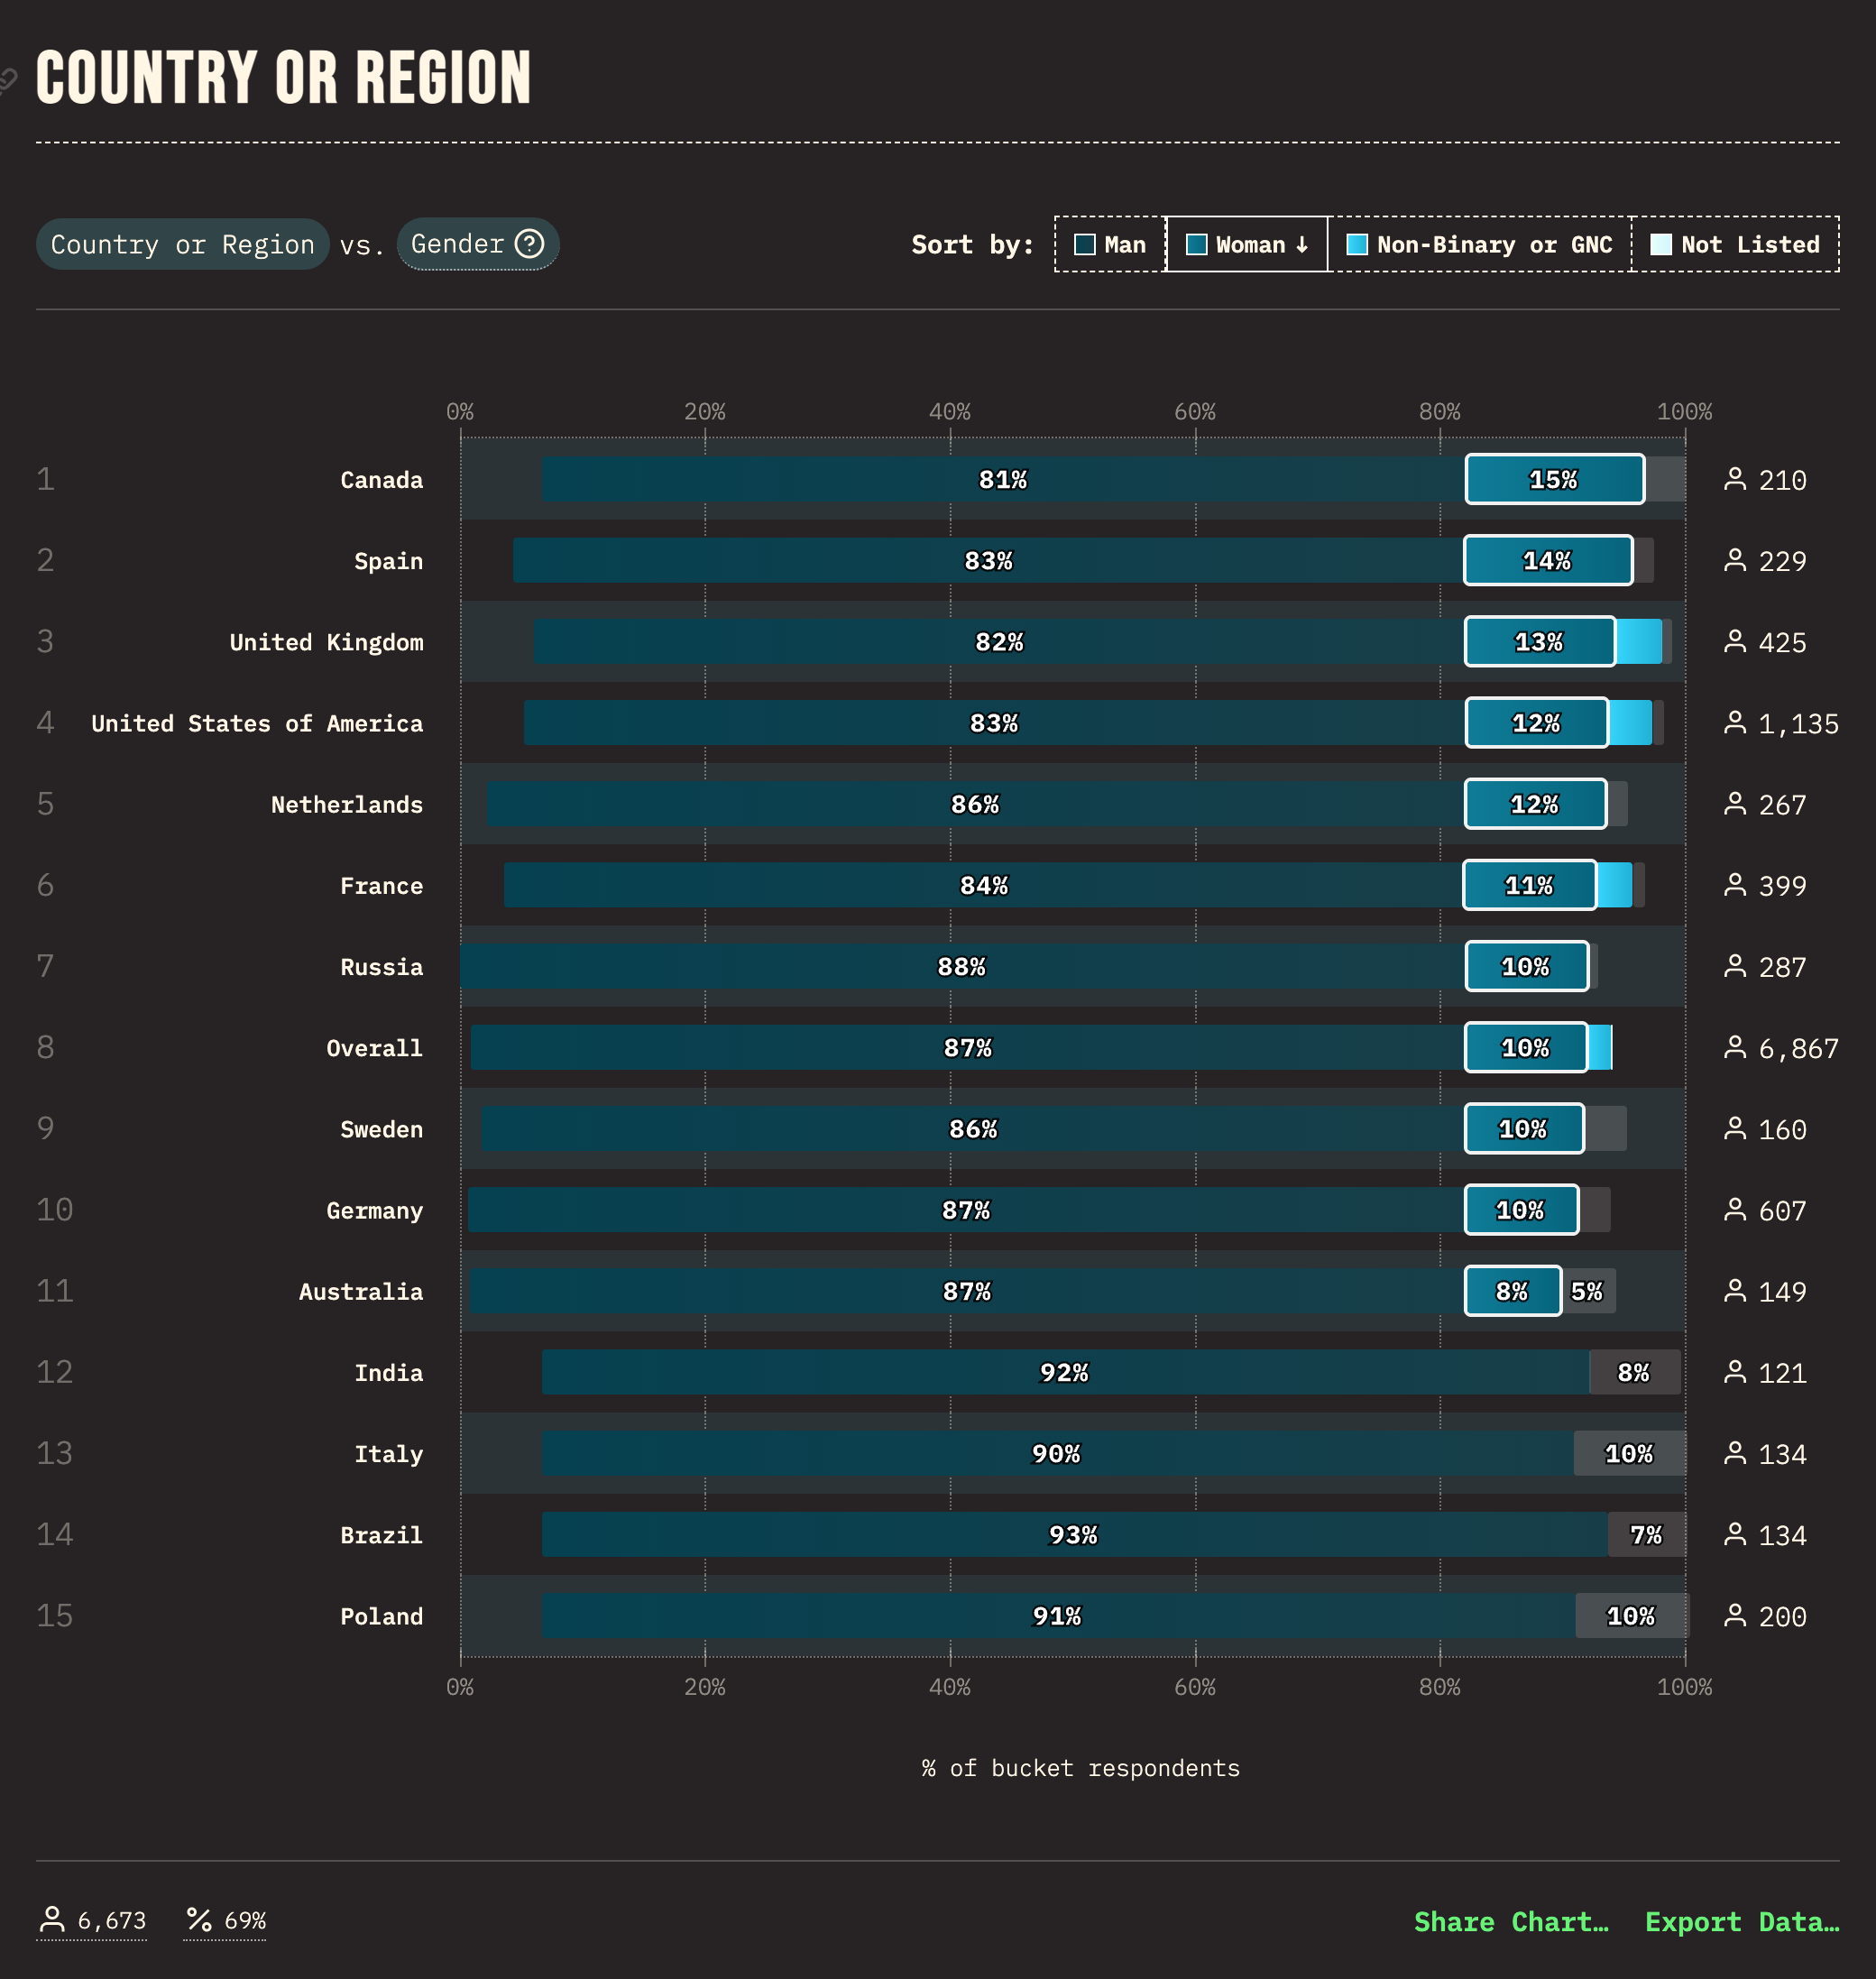 COUNTRY OR REGION
Country or Region vs. Gender ?
Sort by: Man Woman ↓ Non-Binary or GNC Not Listed
0% 20% 40% 60% 80% 100%
1 Canada 81% 15% 210
2 Spain 83% 14% 229
3 United Kingdom 82% 13% 425
4 United States of America 83% 12% 1,135
5 Netherlands 86% 12% 267
6 France 84% 11% 399
7 Russia 88% 10% 287
8 Overall 87% 10% 6,867
9 Sweden 86% 10% 160
10 Germany 87% 10% 607
11 Australia 87% 8% 5% 149
12 India 92% 8% 121
13 Italy 90% 10% 134
14 Brazil 93% 7% 134
15 Poland 91% 10% 200
0% 20% 40% 60% 80% 100%
% of bucket respondents
6,673 % 69% Share Chart… Export Data…